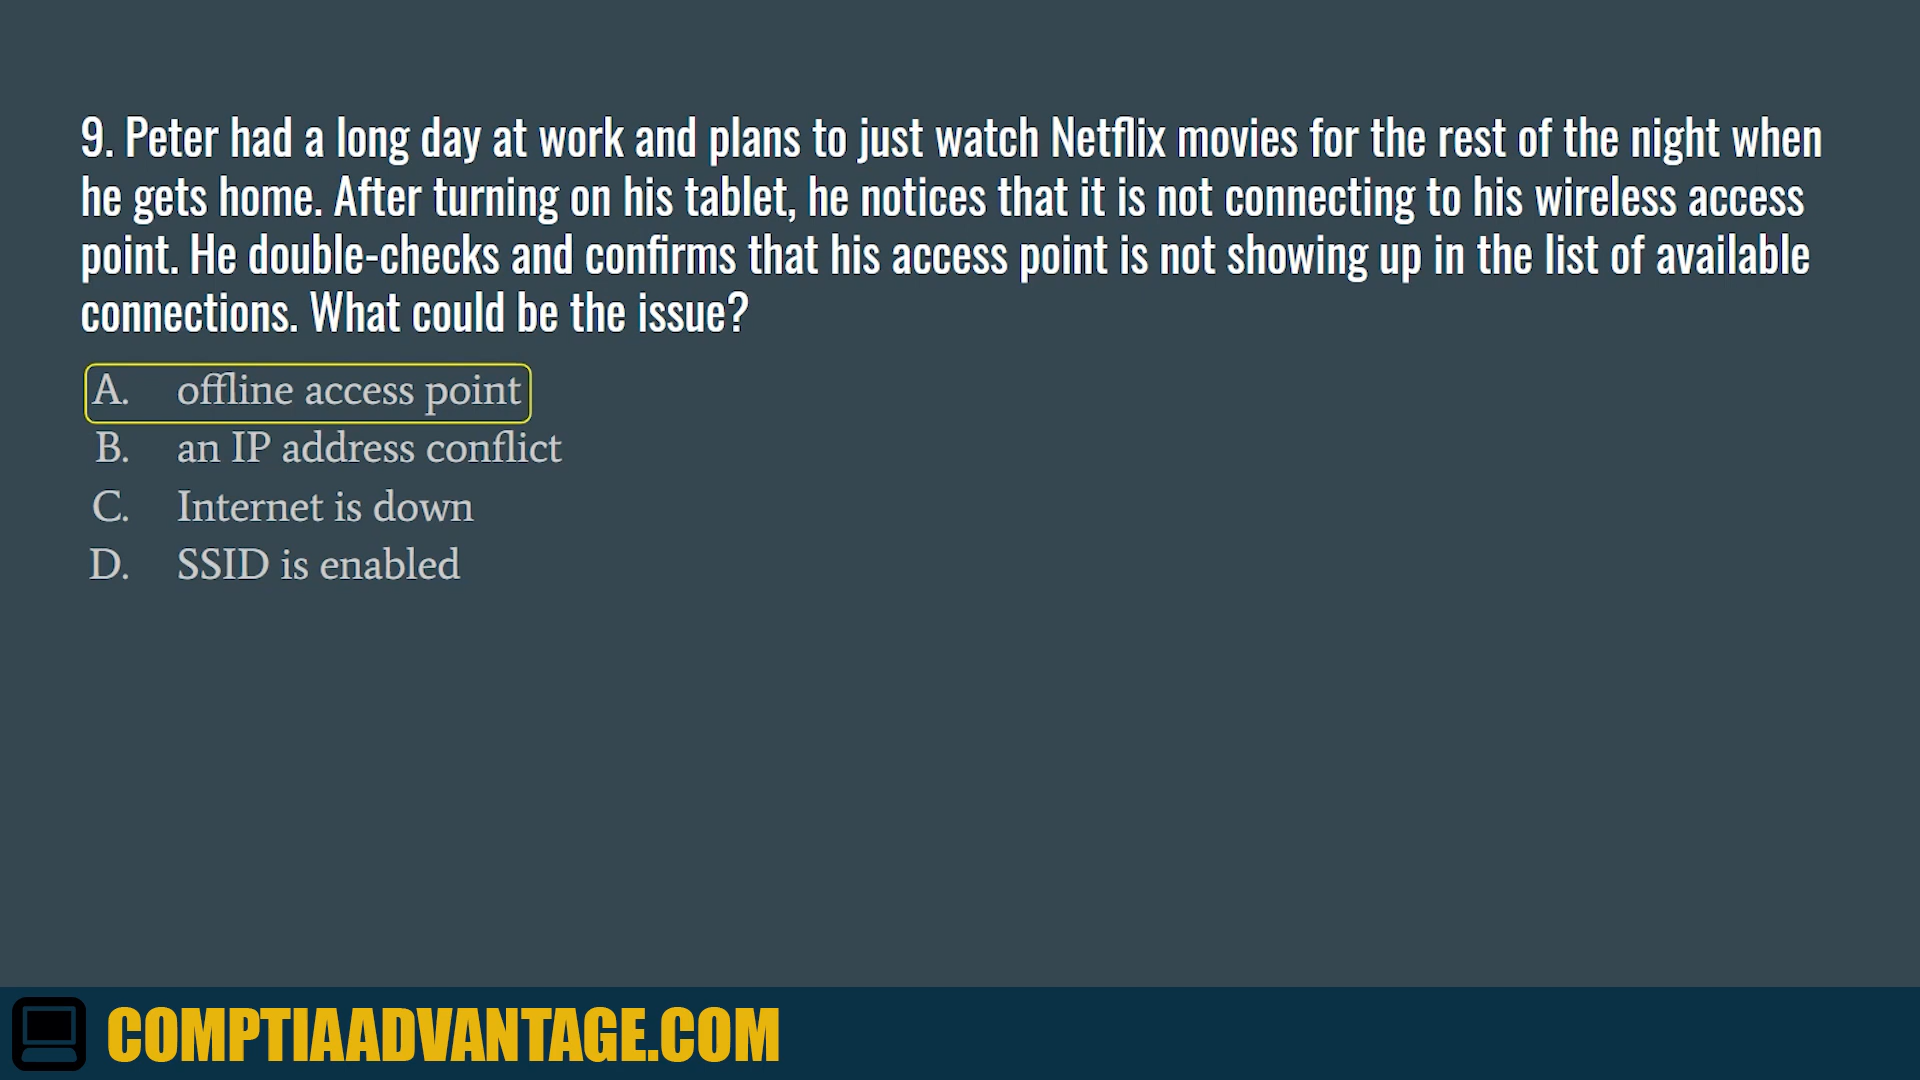 9. Peter had a long day at work and plans to just watch Netflix movies for the rest of the night when
he gets home. After turning on his tablet, he notices that it is not connecting to his wireless access
point. He double-checks and confirms that his access point is not showing up in the list of available
connections. What could be the issue?
A. offline access point
B. an IP address conflict
C. Internet is down
D. SSID is enabled
COMPTIAADVANTAGE.COM